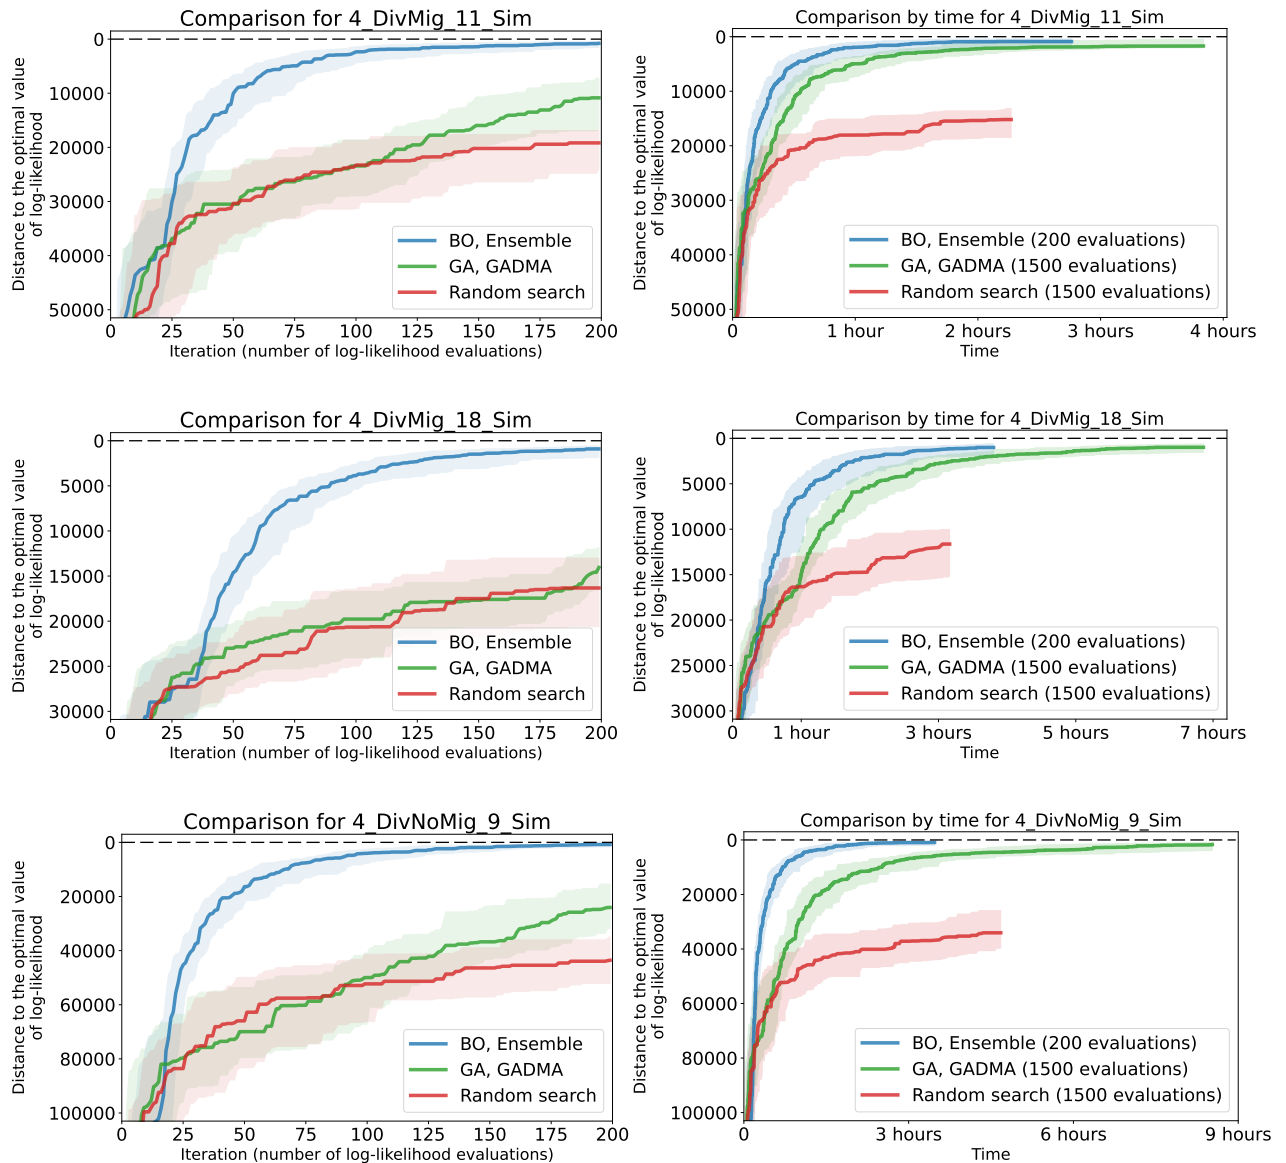 Comparison for 4_DivMig_11_Sim
Distance to the optimal value
of log-likelihood
0
10000
20000
30000
40000
50000
BO, Ensemble
GA, GADMA
Random search
0 25 50 75 100 125 150 175 200
Iteration (number of log-likelihood evaluations)
Comparison by time for 4_DivMig_11_Sim
Distance to the optimal value
of log-likelihood
0
10000
20000
30000
40000
50000
BO, Ensemble (200 evaluations)
GA, GADMA (1500 evaluations)
Random search (1500 evaluations)
0 1 hour 2 hours 3 hours 4 hours
Time
Comparison for 4_DivMig_18_Sim
Distance to the optimal value
of log-likelihood
0
5000
10000
15000
20000
25000
30000
BO, Ensemble
GA, GADMA
Random search
0 25 50 75 100 125 150 175 200
Iteration (number of log-likelihood evaluations)
Comparison by time for 4_DivMig_18_Sim
Distance to the optimal value
of log-likelihood
0
5000
10000
15000
20000
25000
30000
BO, Ensemble (200 evaluations)
GA, GADMA (1500 evaluations)
Random search (1500 evaluations)
0 1 hour 3 hours 5 hours 7 hours
Time
Comparison for 4_DivNoMig_9_Sim
Distance to the optimal value
of log-likelihood
0
20000
40000
60000
80000
100000
BO, Ensemble
GA, GADMA
Random search
0 25 50 75 100 125 150 175 200
Iteration (number of log-likelihood evaluations)
Comparison by time for 4_DivNoMig_9_Sim
Distance to the optimal value
of log-likelihood
0
20000
40000
60000
80000
100000
BO, Ensemble (200 evaluations)
GA, GADMA (1500 evaluations)
Random search (1500 evaluations)
0 3 hours 6 hours 9 hours
Time